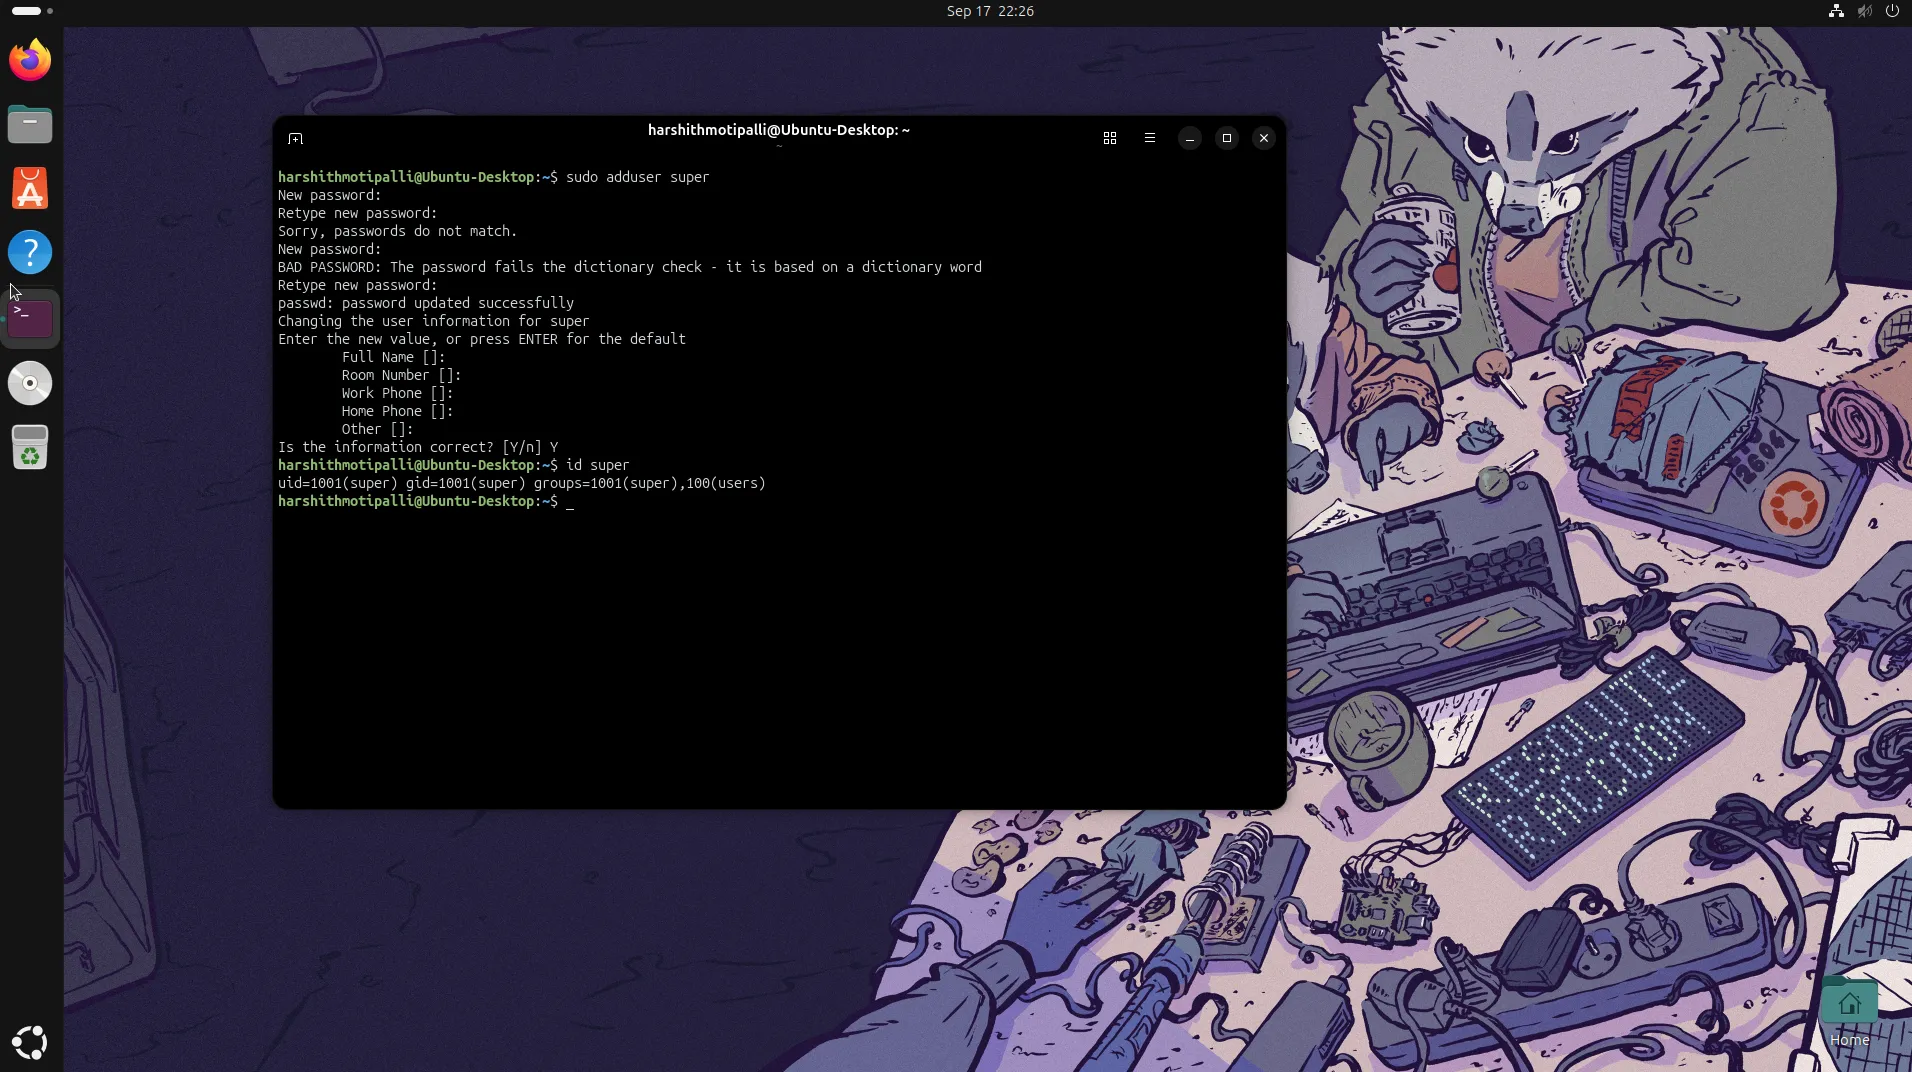 Sep 17 22:26
harshithmotipalli@Ubuntu-Desktop: ~
~
harshithmotipalli@Ubuntu-Desktop:~$ sudo adduser super
New password:
Retype new password:
Sorry, passwords do not match.
New password:
BAD PASSWORD: The password fails the dictionary check - it is based on a dictionary word
Retype new password:
passwd: password updated successfully
Changing the user information for super
Enter the new value, or press ENTER for the default
Full Name []:
Room Number []:
Work Phone []:
Home Phone []:
Other []:
Is the information correct? [Y/n] Y
harshithmotipalli@Ubuntu-Desktop:~$ id super
uid=1001(super) gid=1001(super) groups=1001(super),100(users)
harshithmotipalli@Ubuntu-Desktop:~$ _
26.04
RESOLUTE
RACCOON
Home